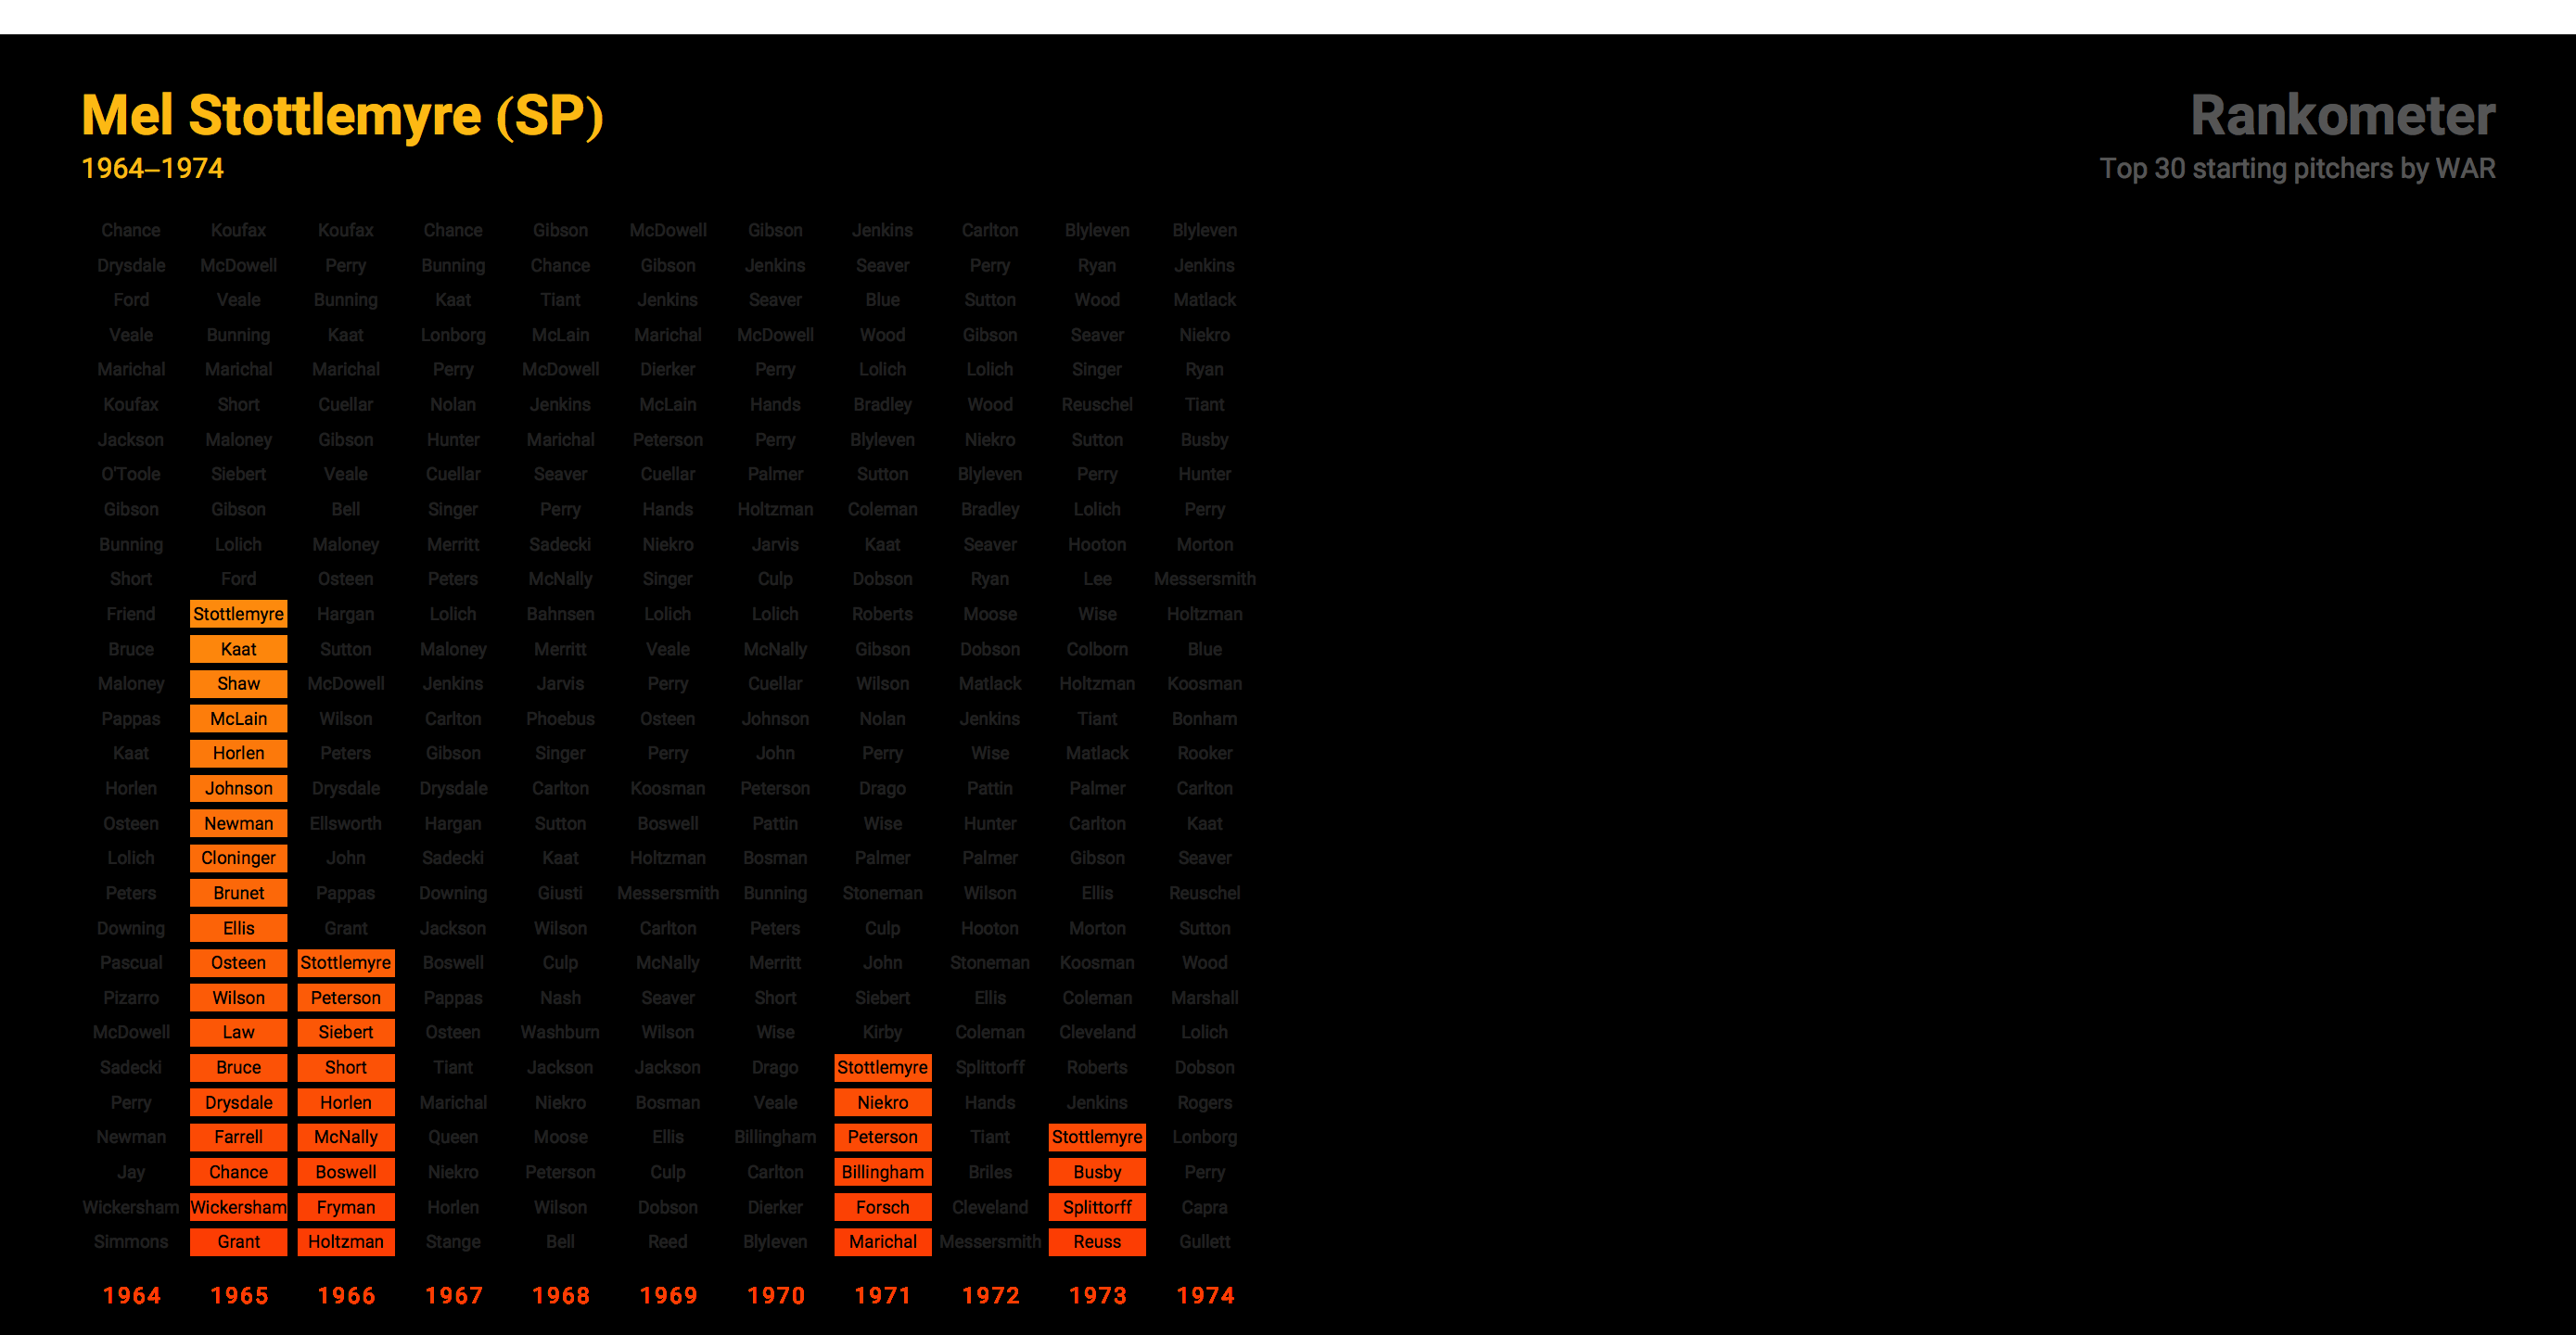 Mel Stottlemyre (SP)
1964–1974
Rankometer
Top 30 starting pitchers by WAR
Chance Koufax Koufax Chance Gibson McDowell Gibson Jenkins Carlton Blyleven Blyleven
Drysdale McDowell Perry Bunning Chance Gibson Jenkins Seaver Perry Ryan Jenkins
Ford Veale Bunning Kaat Tiant Jenkins Seaver Blue Sutton Wood Matlack
Veale Bunning Kaat Lonborg McLain Marichal McDowell Wood Gibson Seaver Niekro
Marichal Marichal Marichal Perry McDowell Dierker Perry Lolich Lolich Singer Ryan
Koufax Short Cuellar Nolan Jenkins McLain Hands Bradley Wood Reuschel Tiant
Jackson Maloney Gibson Hunter Marichal Peterson Perry Blyleven Niekro Sutton Busby
O'Toole Siebert Veale Cuellar Seaver Cuellar Palmer Sutton Blyleven Perry Hunter
Gibson Gibson Bell Singer Perry Hands Holtzman Coleman Bradley Lolich Perry
Bunning Lolich Maloney Merritt Sadecki Niekro Jarvis Kaat Seaver Hooton Morton
Short Ford Osteen Peters McNally Singer Culp Dobson Ryan Lee Messersmith
Friend Stottlemyre Hargan Lolich Bahnsen Lolich Lolich Roberts Moose Wise Holtzman
Bruce Kaat Sutton Maloney Merritt Veale McNally Gibson Dobson Colborn Blue
Maloney Shaw McDowell Jenkins Jarvis Perry Cuellar Wilson Matlack Holtzman Koosman
Pappas McLain Wilson Carlton Phoebus Osteen Johnson Nolan Jenkins Tiant Bonham
Kaat Horlen Peters Gibson Singer Perry John Perry Wise Matlack Rooker
Horlen Johnson Drysdale Drysdale Carlton Koosman Peterson Drago Pattin Palmer Carlton
Osteen Newman Ellsworth Hargan Sutton Boswell Pattin Wise Hunter Carlton Kaat
Lolich Cloninger John Sadecki Kaat Holtzman Bosman Palmer Palmer Gibson Seaver
Peters Brunet Pappas Downing Giusti Messersmith Bunning Stoneman Wilson Ellis Reuschel
Downing Ellis Grant Jackson Wilson Carlton Peters Culp Hooton Morton Sutton
Pascual Osteen Stottlemyre Boswell Culp McNally Merritt John Stoneman Koosman Wood
Pizarro Wilson Peterson Pappas Nash Seaver Short Siebert Ellis Coleman Marshall
McDowell Law Siebert Osteen Washburn Wilson Wise Kirby Coleman Cleveland Lolich
Sadecki Bruce Short Tiant Jackson Jackson Drago Stottlemyre Splittorff Roberts Dobson
Perry Drysdale Horlen Marichal Niekro Bosman Veale Niekro Hands Jenkins Rogers
Newman Farrell McNally Queen Moose Ellis Billingham Peterson Tiant Stottlemyre Lonborg
Jay Chance Boswell Niekro Peterson Culp Carlton Billingham Briles Busby Perry
Wickersham Wickersham Fryman Horlen Wilson Dobson Dierker Forsch Cleveland Splittorff Capra
Simmons Grant Holtzman Stange Bell Reed Blyleven Marichal Messersmith Reuss Gullett
1964 1965 1966 1967 1968 1969 1970 1971 1972 1973 1974